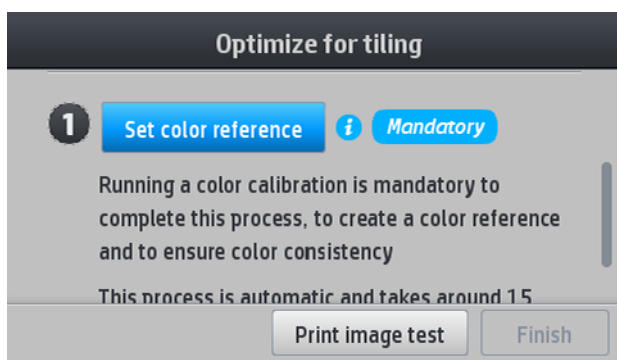 Optimize for tiling
1 Set color reference i Mandatory
Running a color calibration is mandatory to
complete this process, to create a color reference
and to ensure color consistency
This process is automatic and takes around 15
Print image test Finish